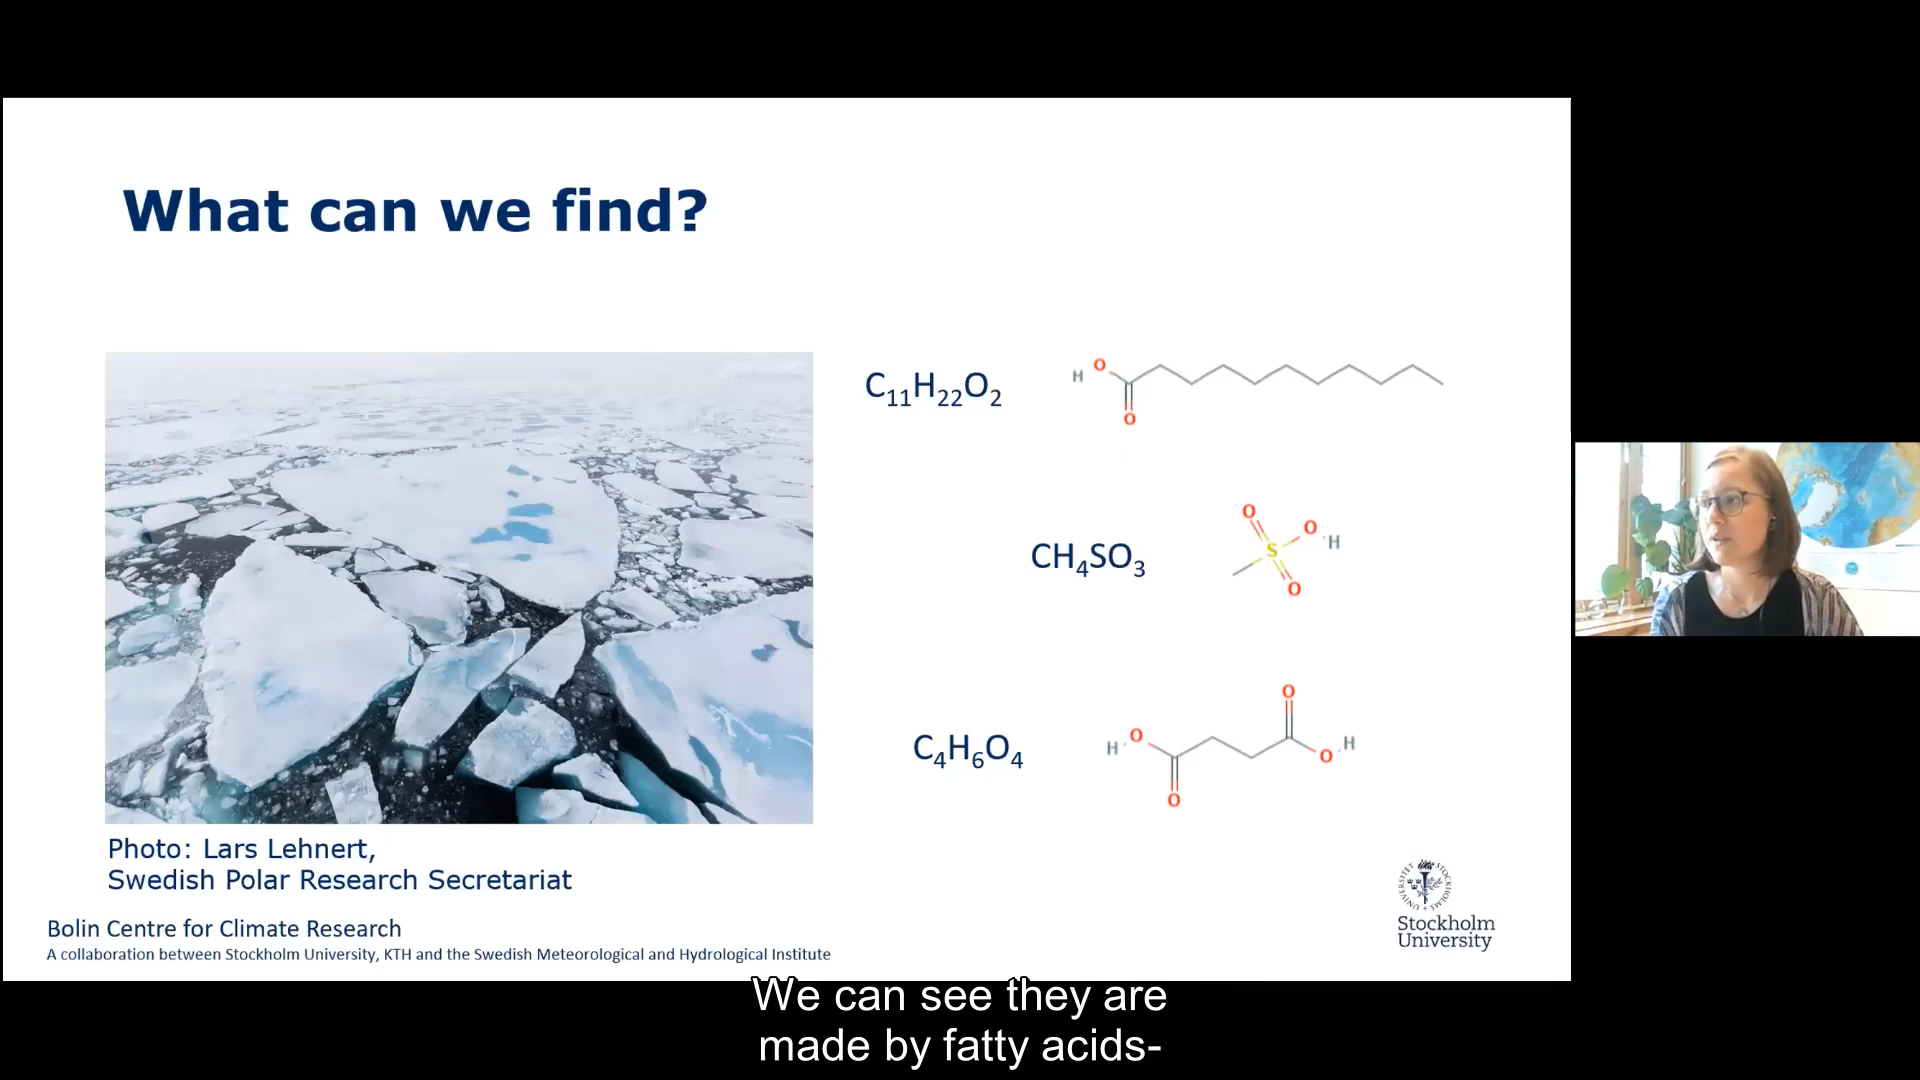 What can we find?
C₁₁H₂₂O₂
H O
O
CH₄SO₃
O
O
S
H
O
C₄H₆O₄
O
H O
H
O
O
Photo: Lars Lehnert,
Swedish Polar Research Secretariat
Bolin Centre for Climate Research
A collaboration between Stockholm University, KTH and the Swedish Meteorological and Hydrological Institute
Stockholm
University
We can see they are
made by fatty acids-